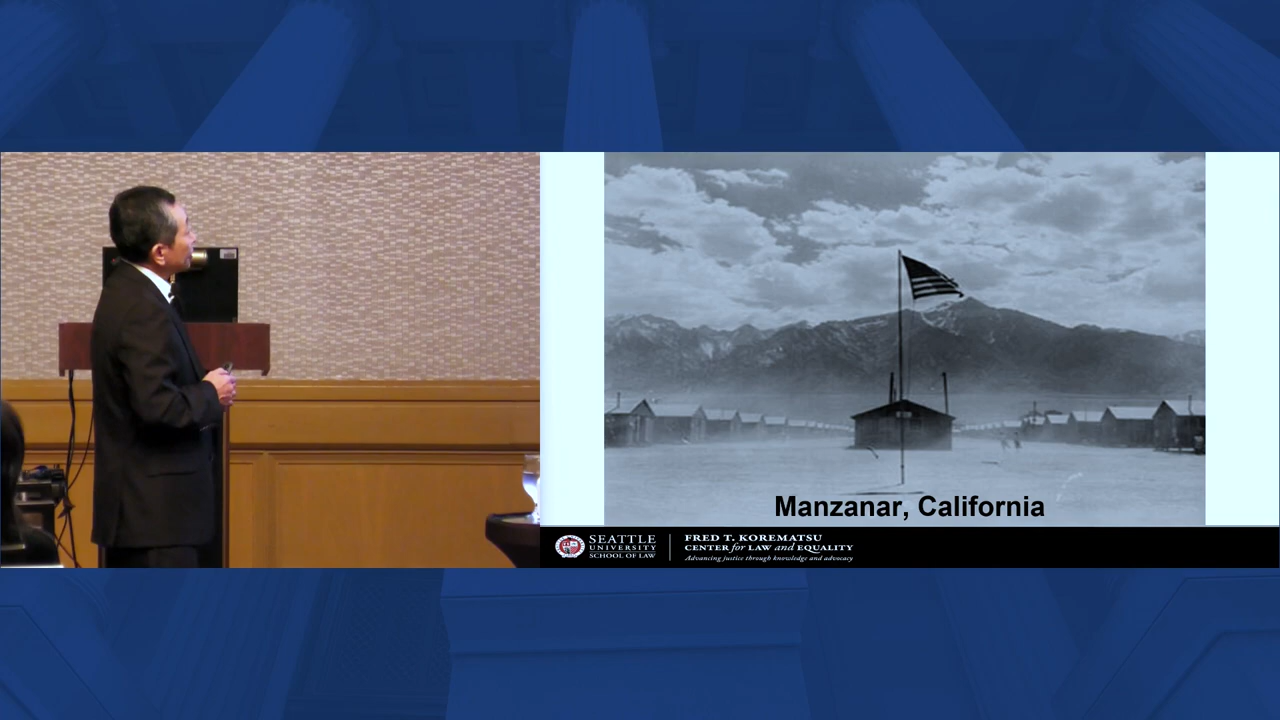 Manzanar, California
SEATTLE
UNIVERSITY
SCHOOL OF LAW
FRED T. KOREMATSU
CENTER for LAW and EQUALITY
Advancing justice through knowledge and advocacy